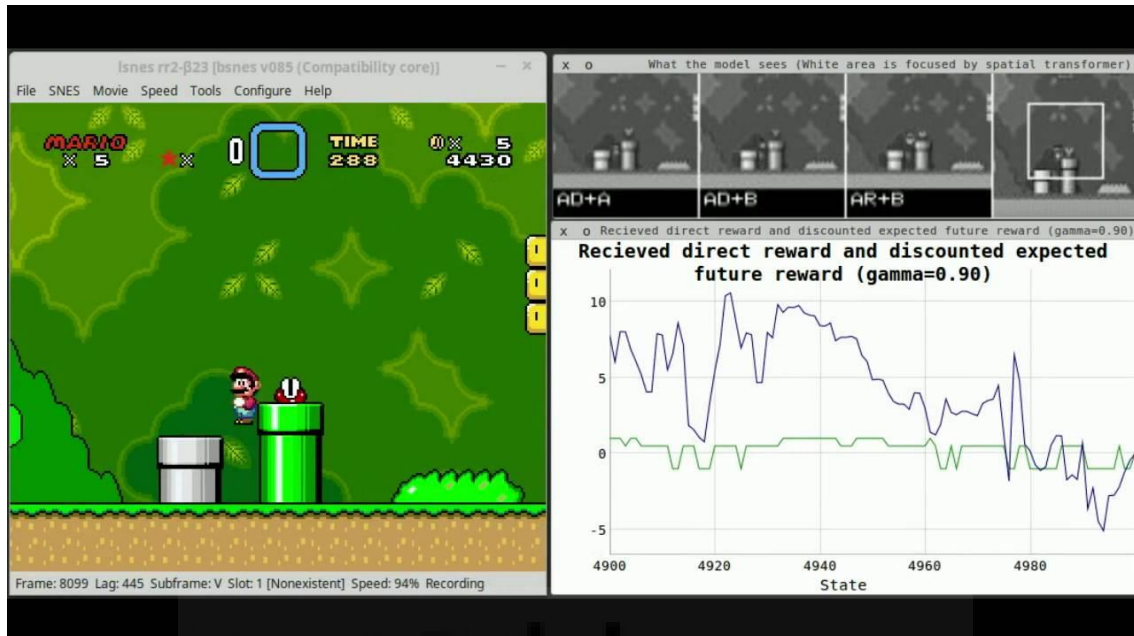 lsnes rr2-β23 [bsnes v085 (Compatibility core)]
File SNES Movie Speed Tools Configure Help
MARIO TIME
x 5 x 0 288 x 5
4430
Frame: 8099 Lag: 445 Subframe: V Slot: 1 [Nonexistent] Speed: 94% Recording
x o What the model sees (White area is focused by spatial transformer)
AD+A AD+B AR+B
x o Recieved direct reward and discounted expected future reward (gamma=0.90)
Recieved direct reward and discounted expected
future reward (gamma=0.90)
10
5
0
-5
4900 4920 4940 4960 4980
State